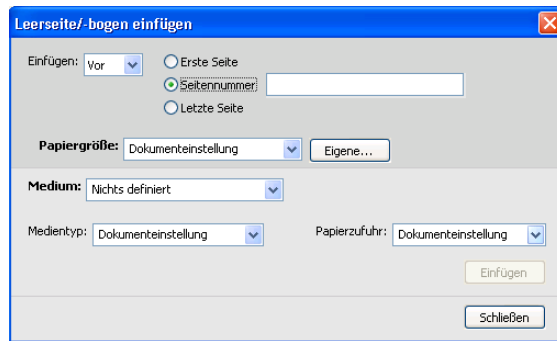 Leerseite/-bogen einfügen
Einfügen: Vor
Erste Seite
Seitennummer
Letzte Seite
Papiergröße: Dokumenteinstellung Eigene...
Medium: Nichts definiert
Medientyp: Dokumenteinstellung Papierzufuhr: Dokumenteinstellung
Einfügen
Schließen